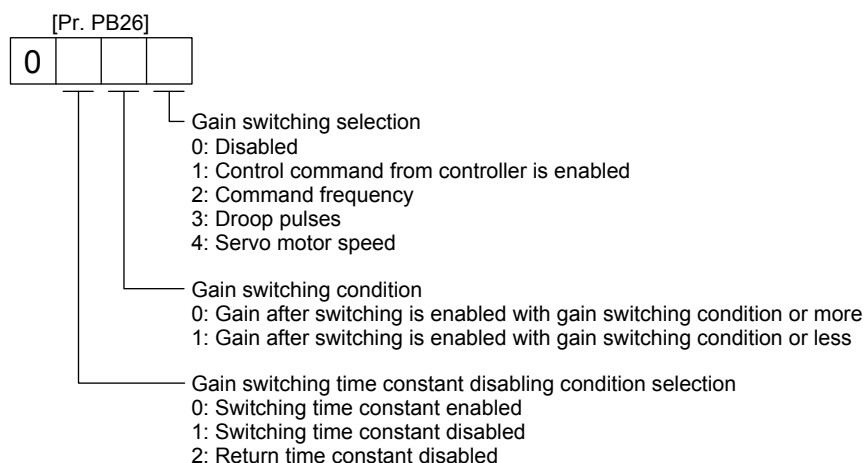 [Pr. PB26]
0
Gain switching selection
0: Disabled
1: Control command from controller is enabled
2: Command frequency
3: Droop pulses
4: Servo motor speed
Gain switching condition
0: Gain after switching is enabled with gain switching condition or more
1: Gain after switching is enabled with gain switching condition or less
Gain switching time constant disabling condition selection
0: Switching time constant enabled
1: Switching time constant disabled
2: Return time constant disabled